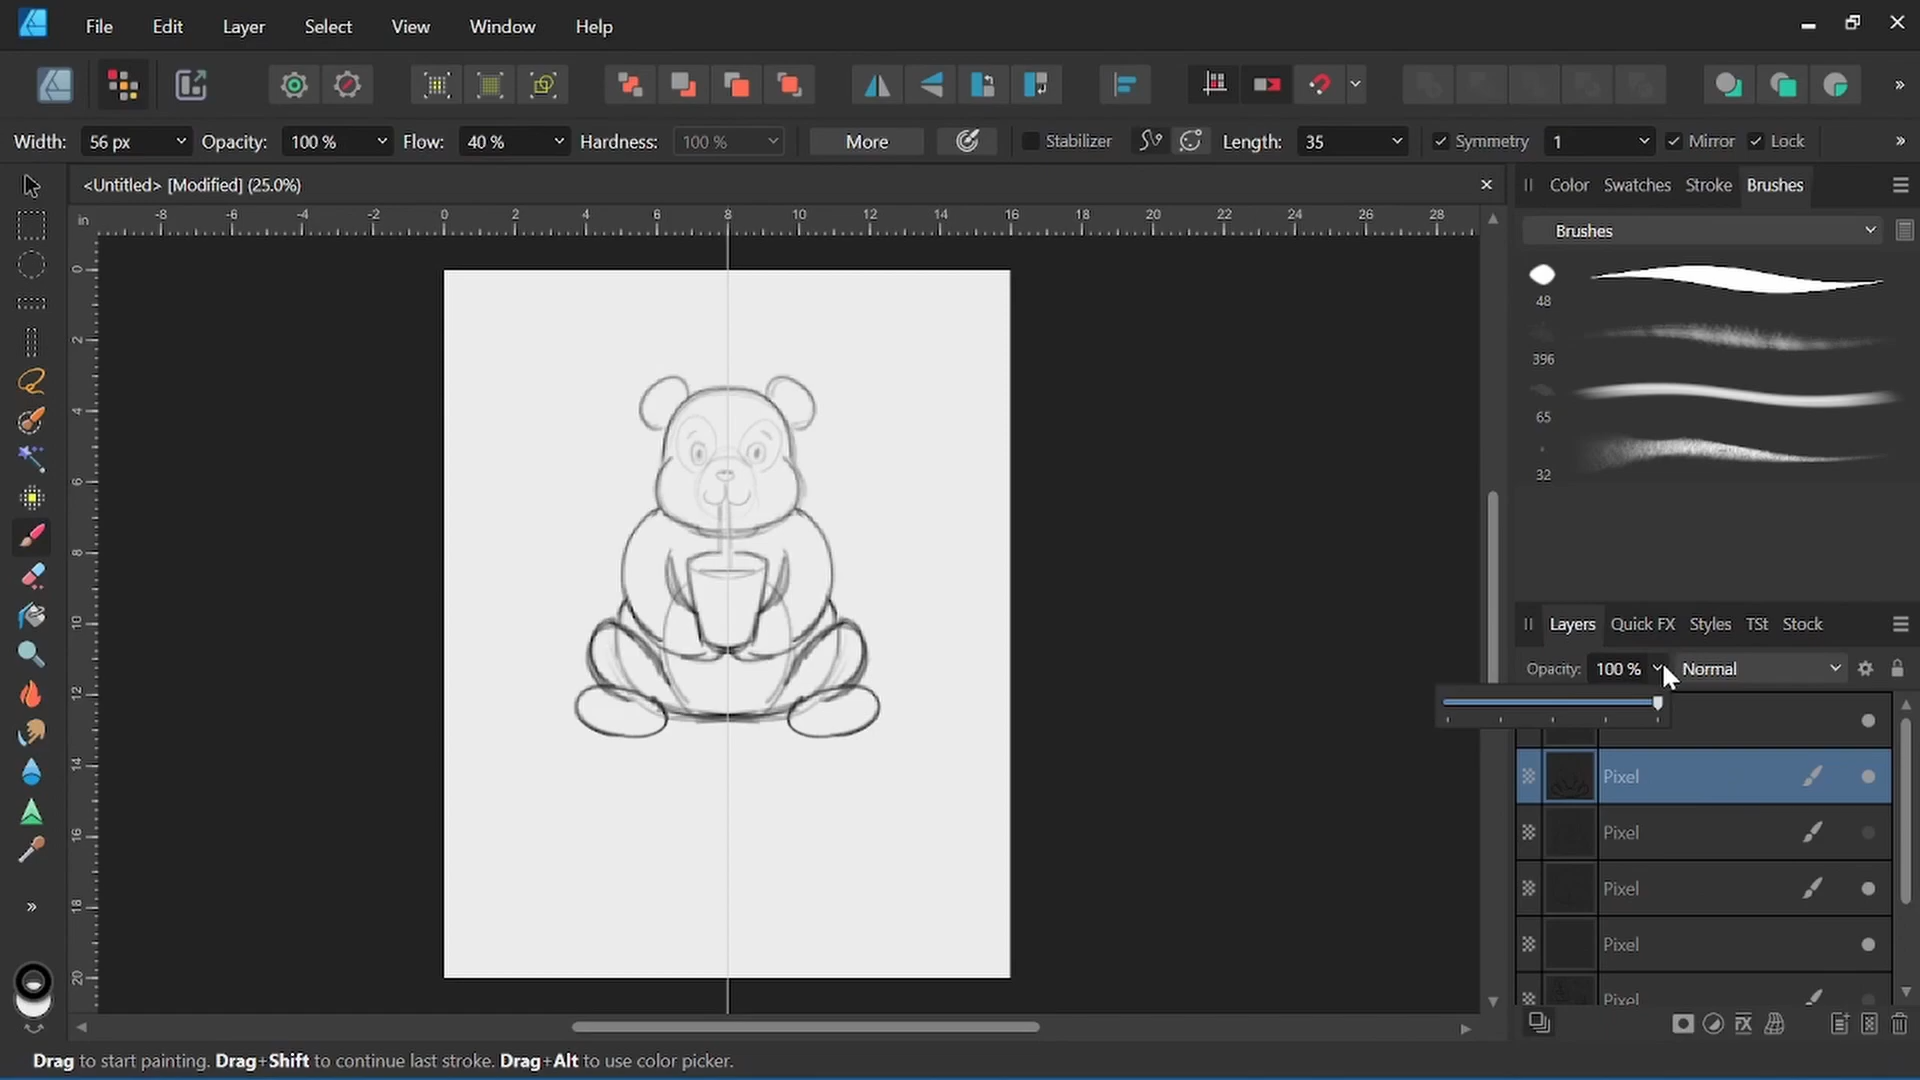 File Edit Layer Select View Window Help
Width: 56 px Opacity: 100 % Flow: 40 % Hardness: 100 % More Stabilizer Length: 35 Symmetry 1 Mirror Lock
<Untitled> [Modified] (25.0%)
Color Swatches Stroke Brushes
in -8 -6 -4 -2 0 2 4 6 8 10 12 14 16 18 20 22 24 26 28
Brushes
48
396
65
32
0
2
4
6
8
10
12
14
16
18
20
Layers Quick FX Styles TSt Stock
Opacity: 100 % Normal
Pixel
Pixel
Pixel
Pixel
Pixel
Drag to start painting. Drag+Shift to continue last stroke. Drag+Alt to use color picker.